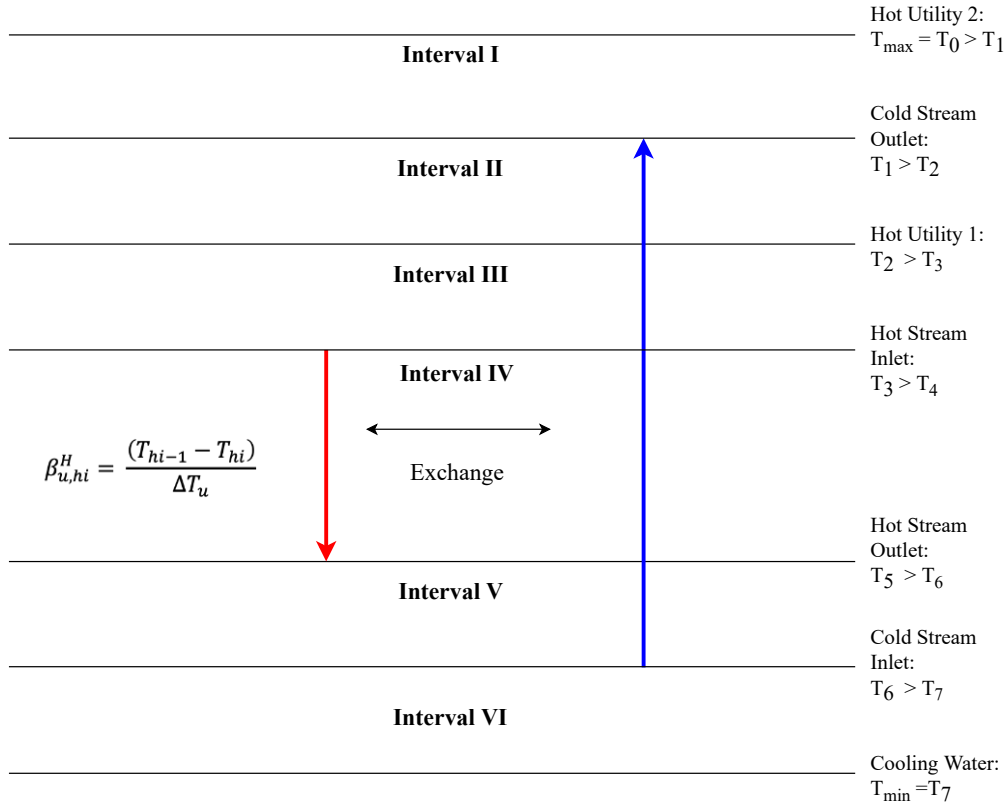 Hot Utility 2:
T_max = T_0 > T_1
Interval I
Cold Stream
Outlet:
T_1 > T_2
Interval II
Hot Utility 1:
T_2 > T_3
Interval III
Hot Stream
Inlet:
T_3 > T_4
Interval IV
β^H_{u,hi} = (T_{hi-1} − T_{hi}) / ΔT_u
Exchange
Hot Stream
Outlet:
T_5 > T_6
Interval V
Cold Stream
Inlet:
T_6 > T_7
Interval VI
Cooling Water:
T_min =T_7